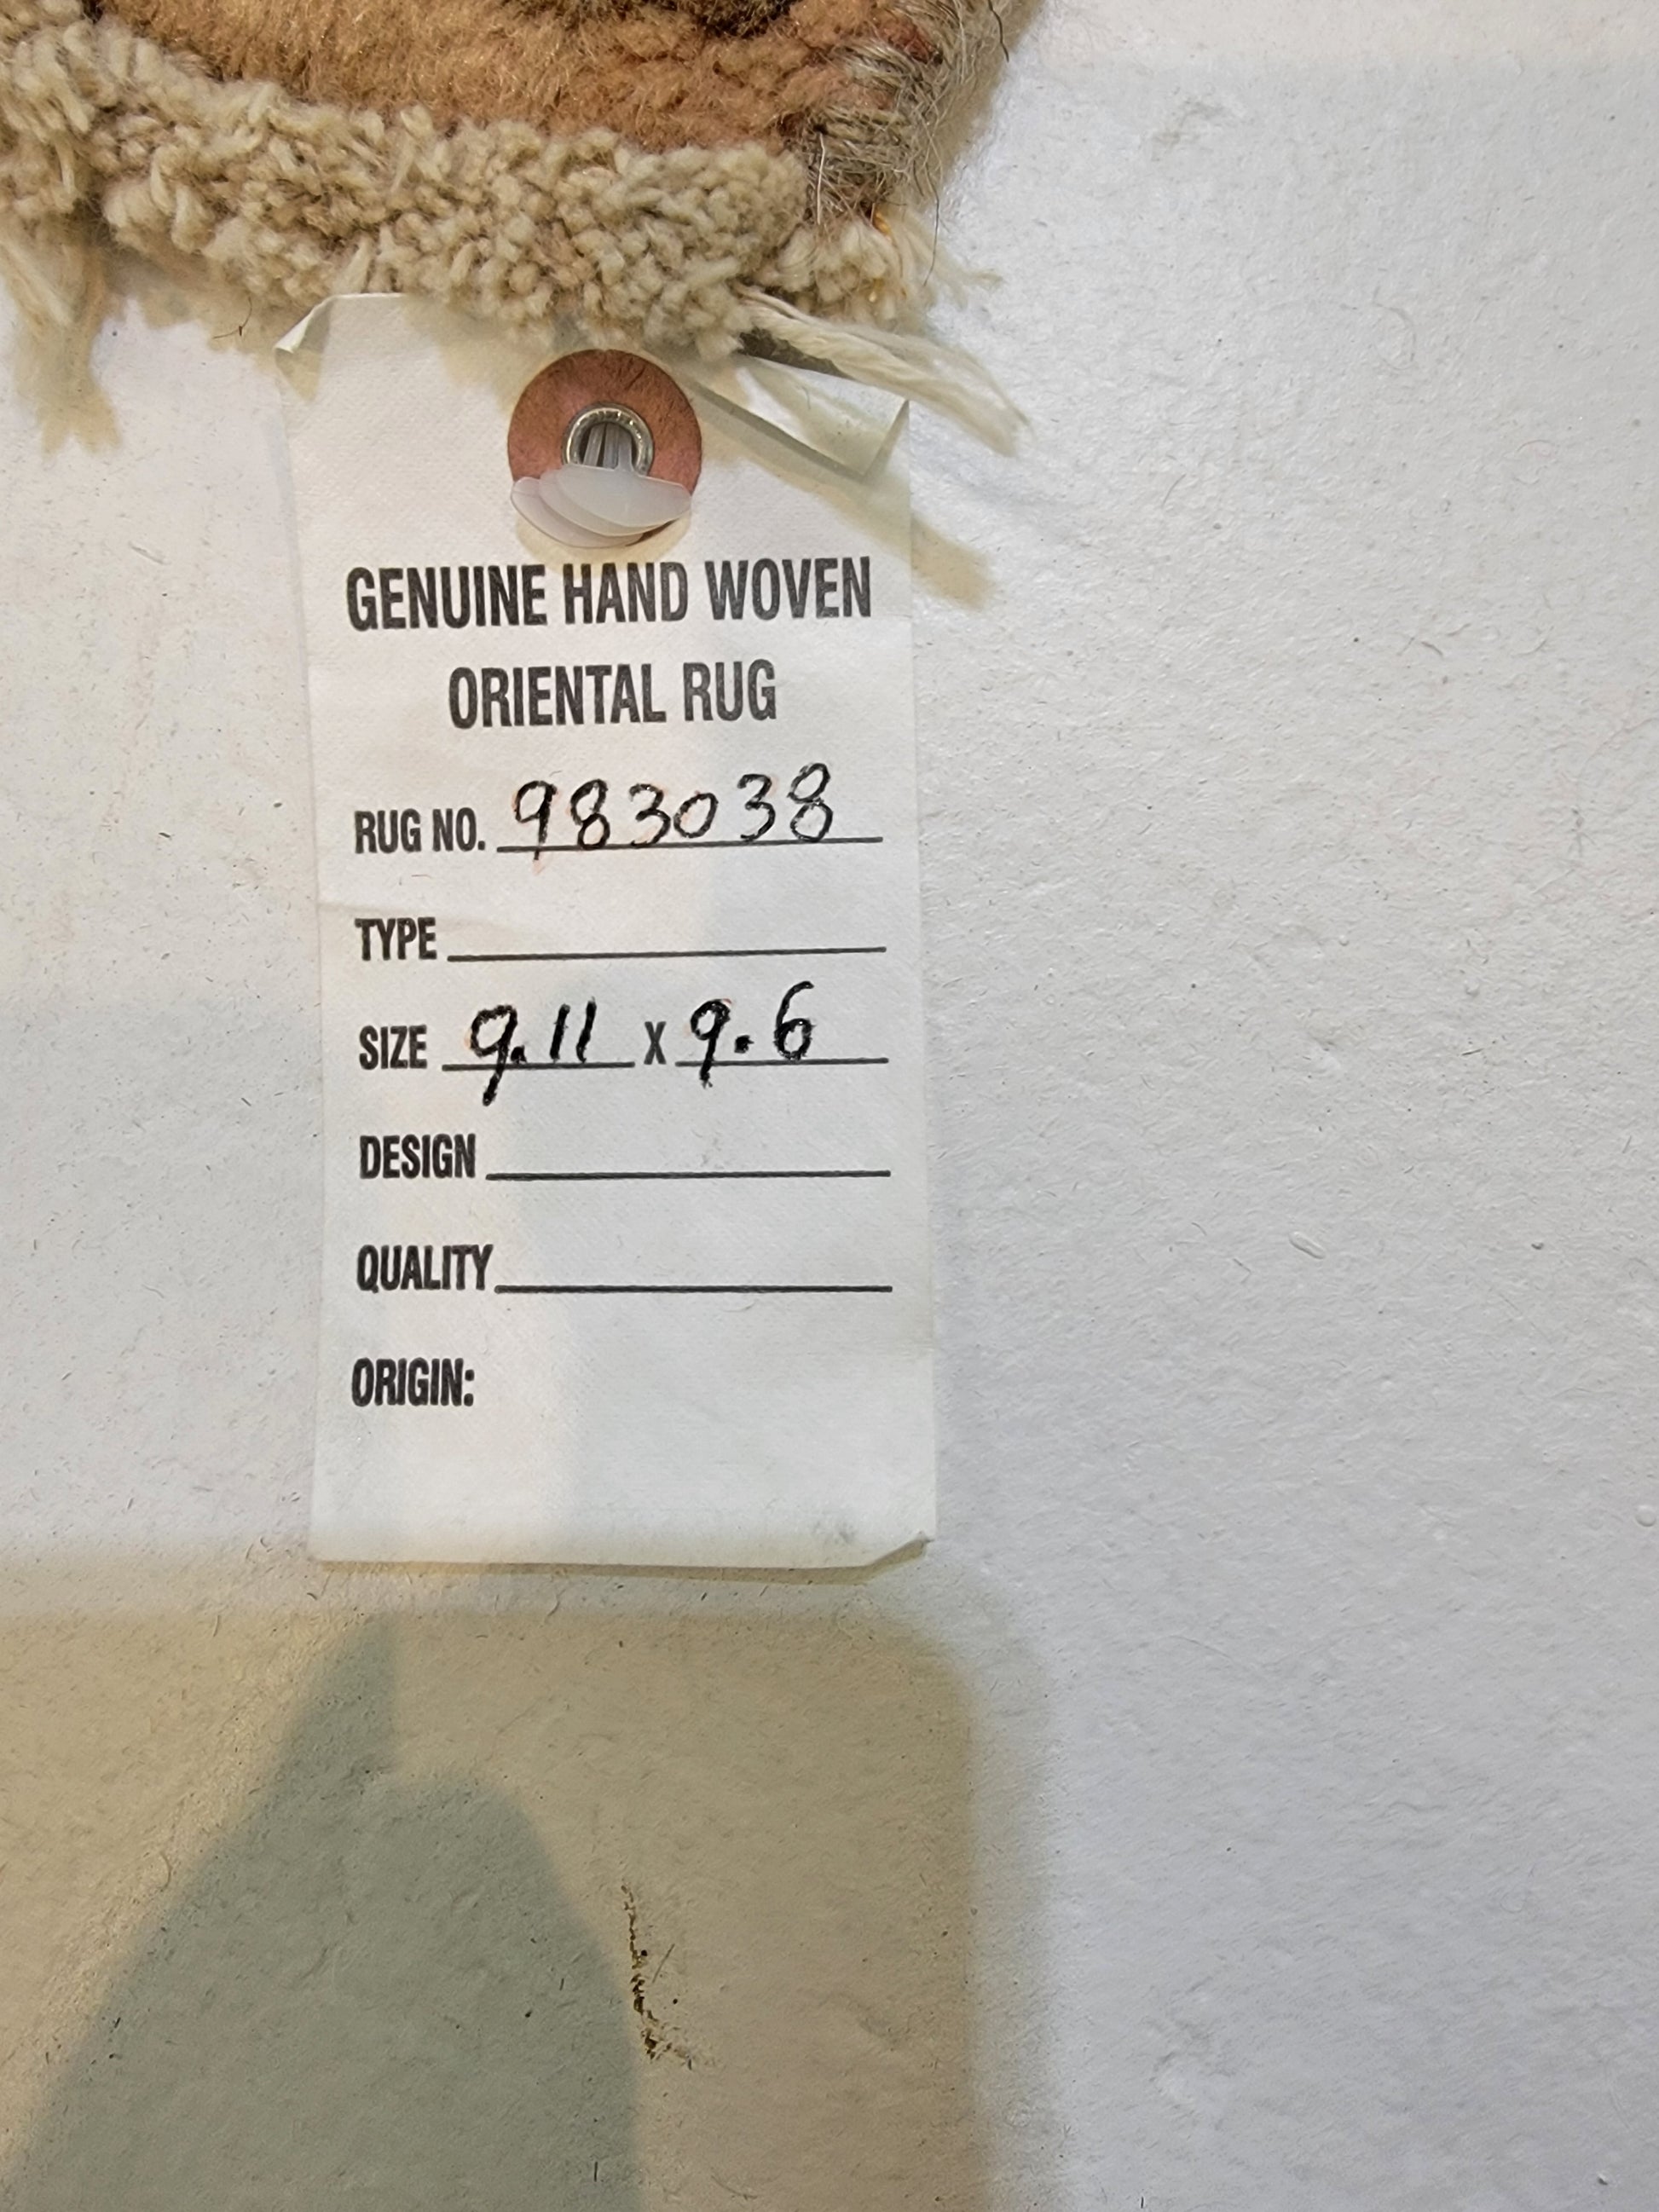 GENUINE HAND WOVEN
ORIENTAL RUG
RUG NO. 983038
TYPE
SIZE 9.11 X 9.6
DESIGN
QUALITY
ORIGIN: